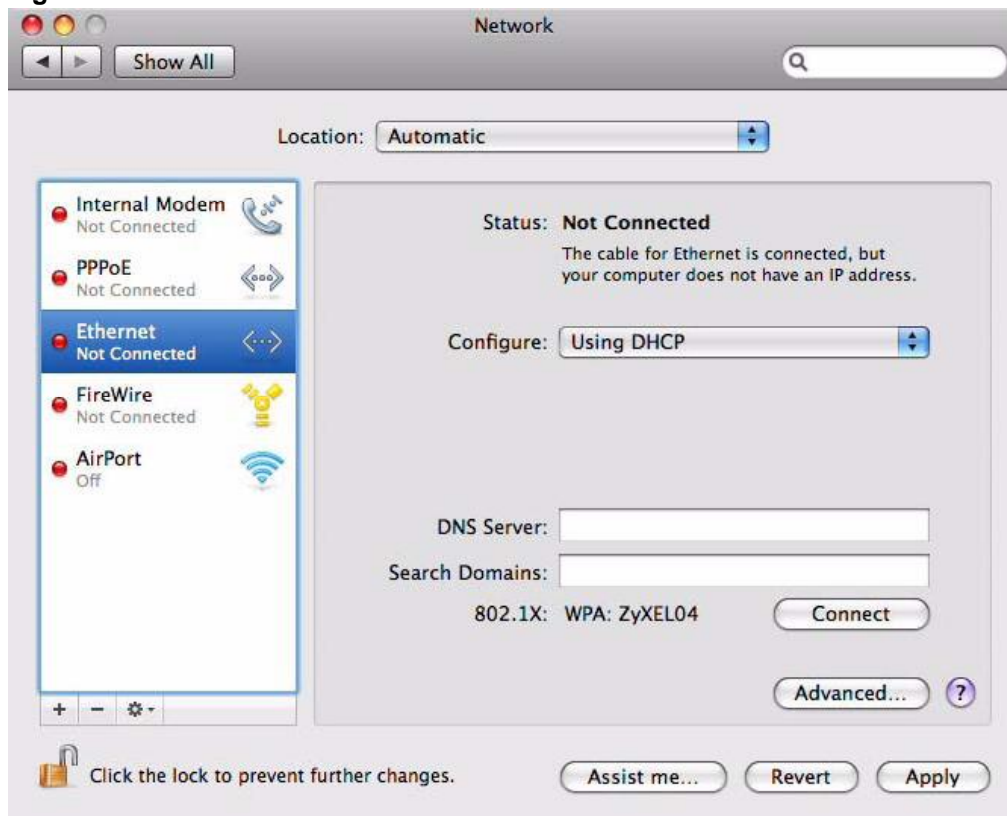 Network
Show All
Location: Automatic
Internal Modem
Not Connected
PPPoE
Not Connected
Ethernet
Not Connected
FireWire
Not Connected
AirPort
Off
Status: Not Connected
The cable for Ethernet is connected, but
your computer does not have an IP address.
Configure: Using DHCP
DNS Server:
Search Domains:
802.1X: WPA: ZyXEL04 Connect
Advanced... ?
Click the lock to prevent further changes.
Assist me... Revert Apply